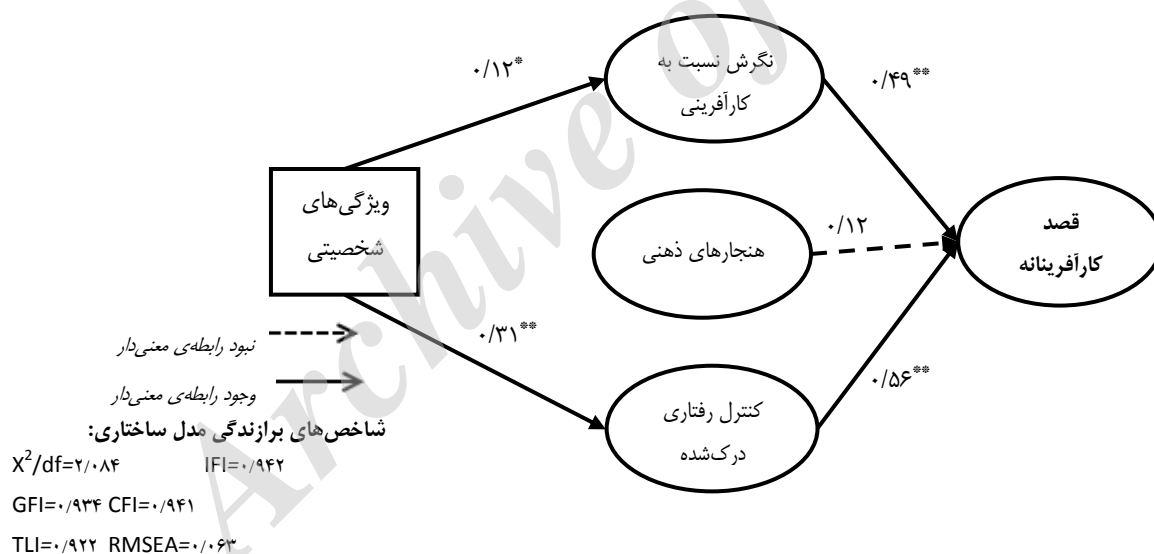 Archive of
نگرش نسبت به
کارآفرینی
۰/۱۲*
۰/۴۹**
ویژگی‌های
شخصیتی
هنجارهای ذهنی
۰/۱۲
قصد
کارآفرینانه
۰/۳۱**
کنترل رفتاری
درک‌شده
۰/۵۶**
نبود رابطه‌ی معنی‌دار
وجود رابطه‌ی معنی‌دار
شاخص‌های برازندگی مدل ساختاری:
X²/df=۲/۰۸۴ IFI=۰/۹۴۲
GFI=۰/۹۳۴ CFI=۰/۹۴۱
TLI=۰/۹۲۲ RMSEA=۰/۰۶۳